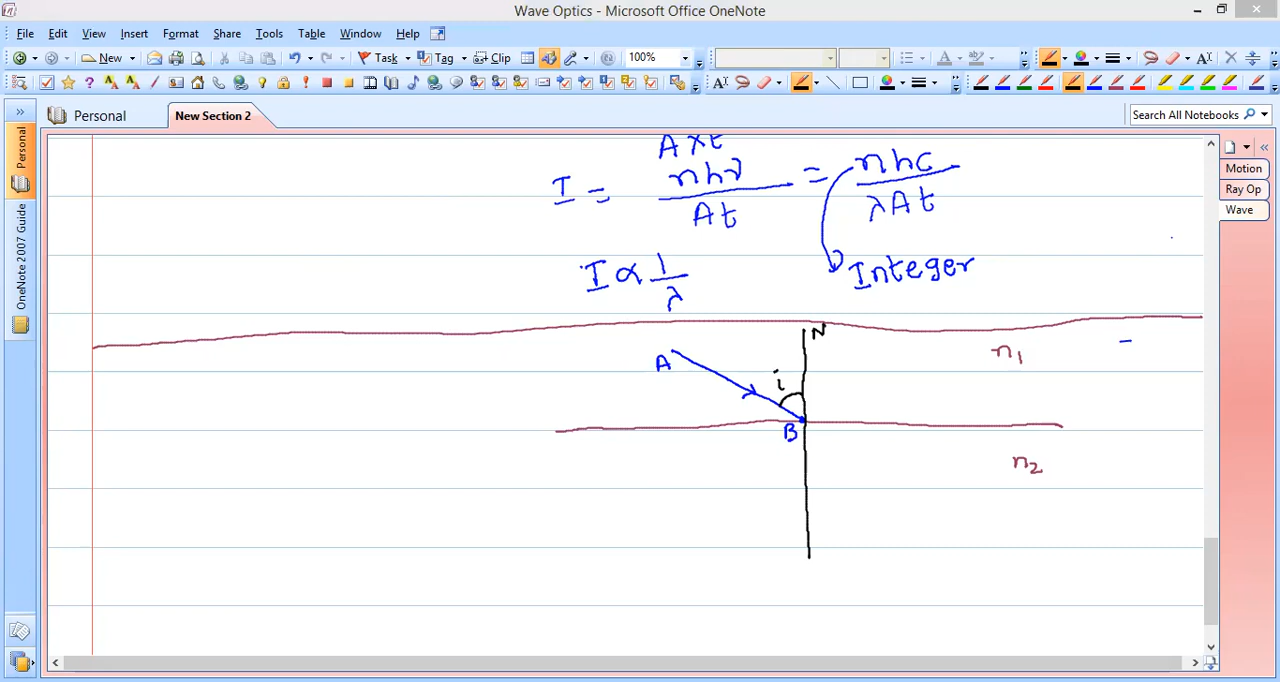 Wave Optics - Microsoft Office OneNote
File Edit View Insert Format Share Tools Table Window Help
New 100% Task Tag Clip
Personal New Section 2 Search All Notebooks
Personal
OneNote 2007 Guide
Motion
Ray Op
Wave
A × t
I = nhν / At = nhc / λAt
I ∝ 1/λ Integer
N
A i n1
B
n2